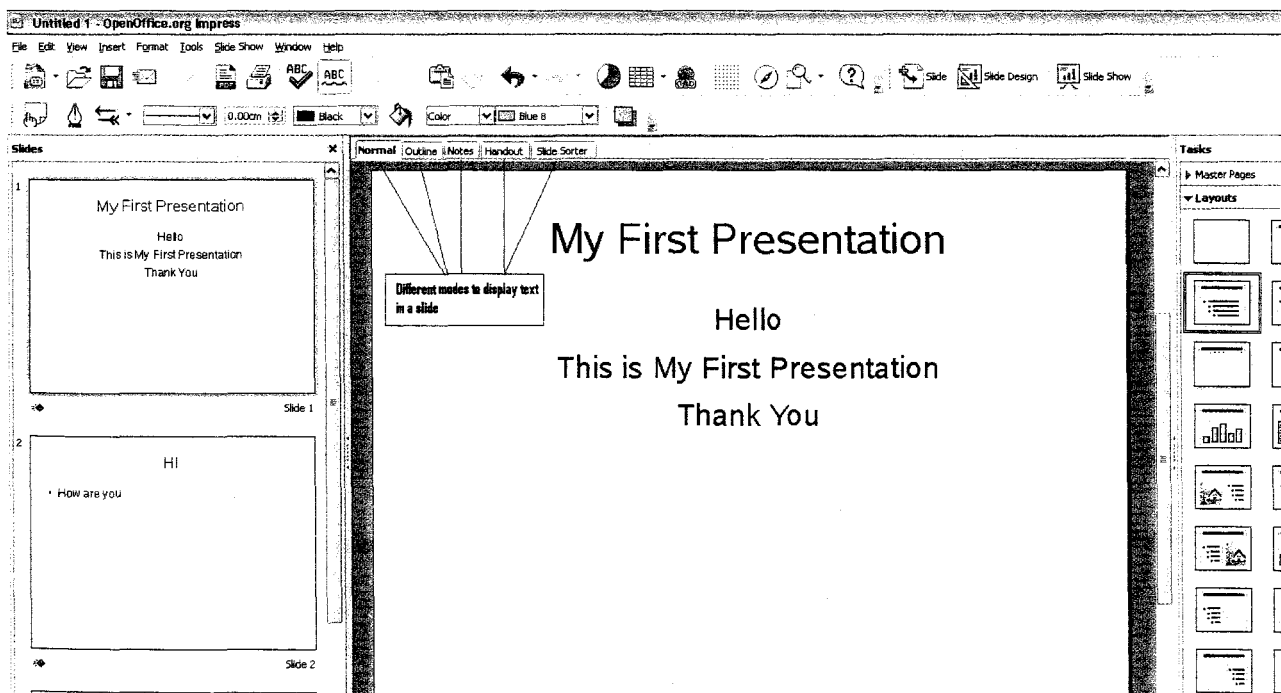 Untitled 1 - OpenOffice.org Impress
File Edit View Insert Format Tools Slide Show Window Help
PDF ABC ABC Slide Slide Design Slide Show
0.00cm Black Color Blue 8
Slides
Normal Outline Notes Handout Slide Sorter
Tasks
Master Pages
Layouts
1
My First Presentation
Hello
This is My First Presentation
Thank You
Slide 1
2
HI
• How are you
Slide 2
Different modes to display text
in a slide
My First Presentation
Hello
This is My First Presentation
Thank You